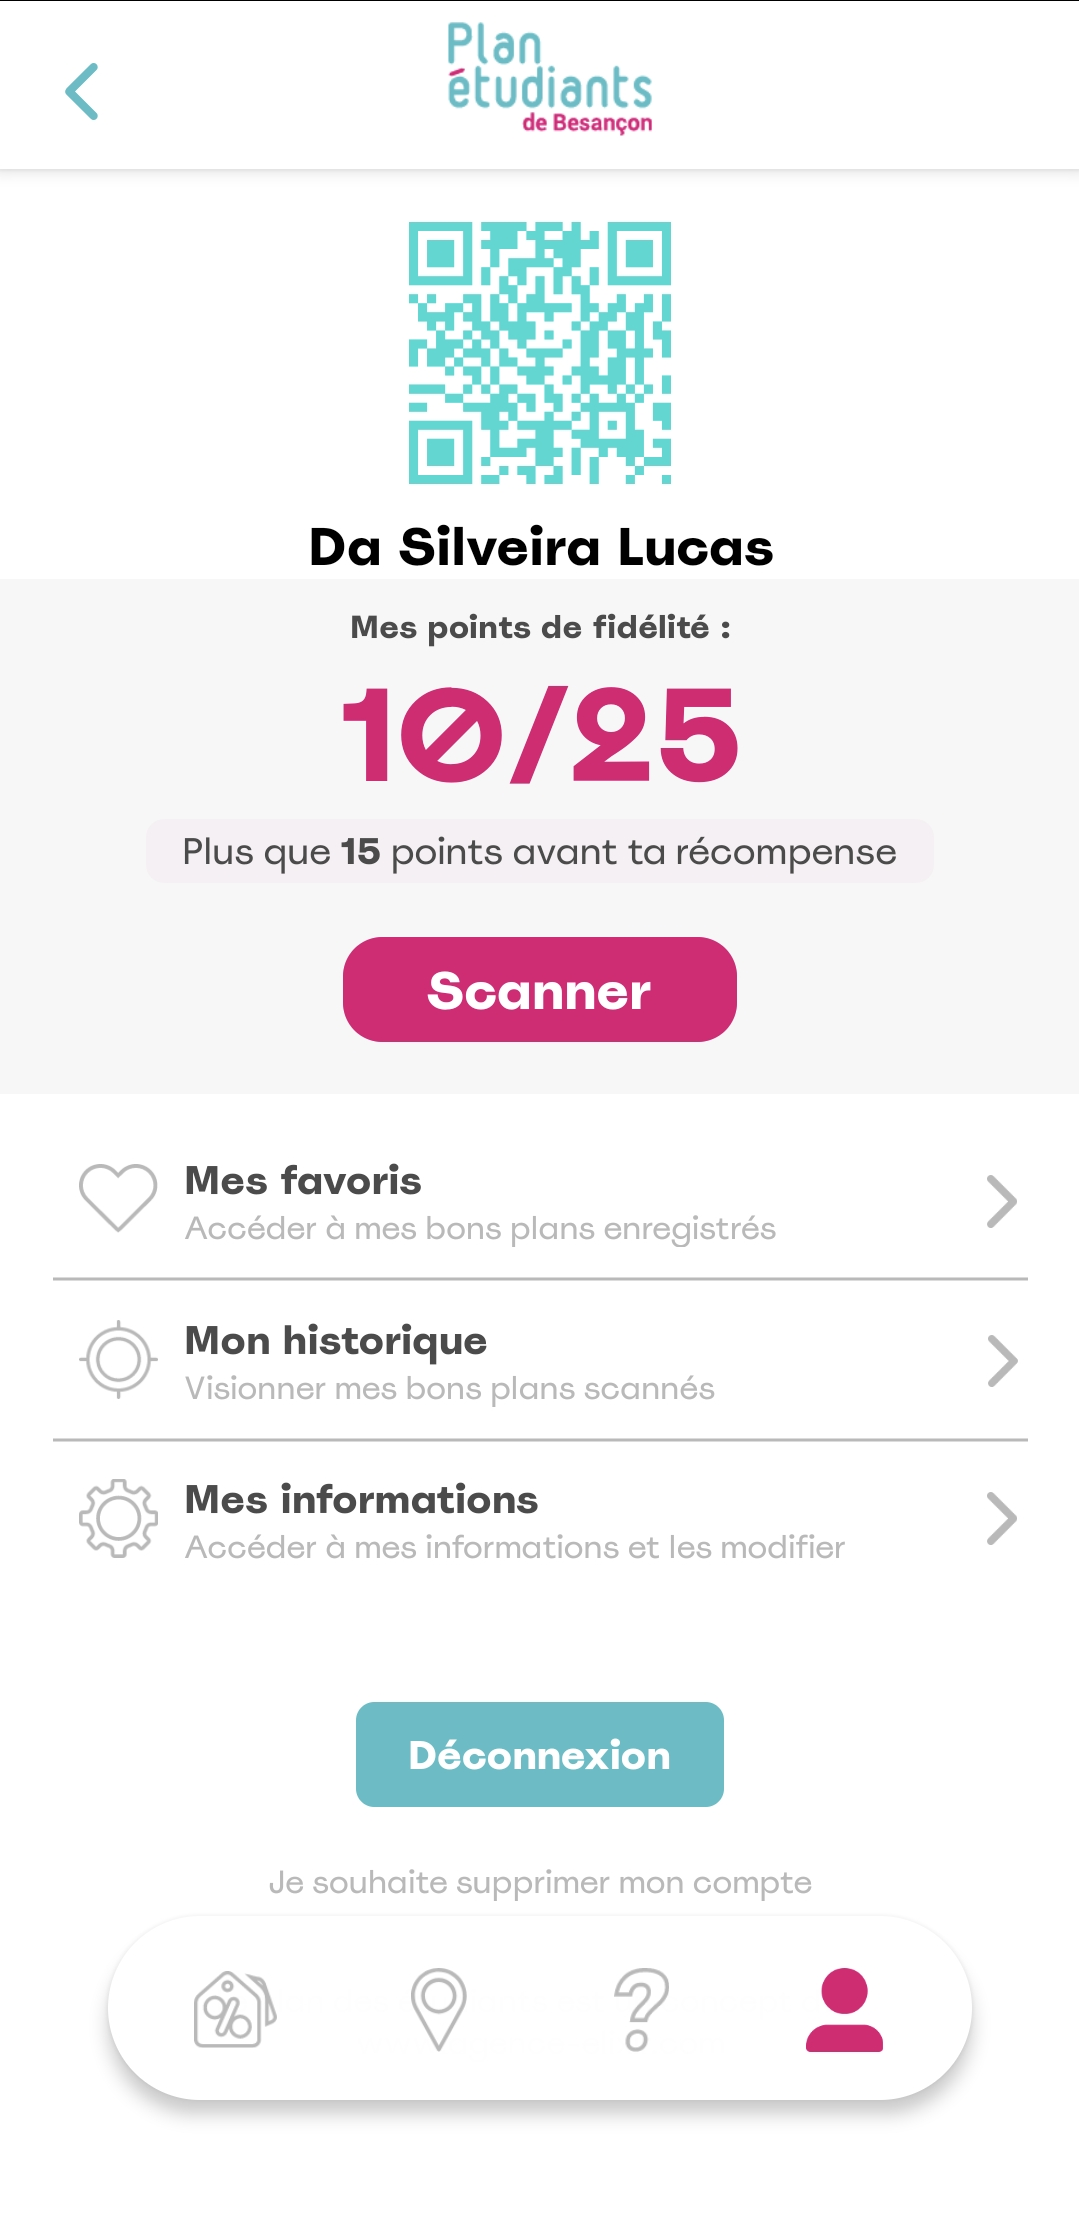 Plan
étudiants
de Besançon
Da Silveira Lucas
Mes points de fidélité :
10/25
Plus que 15 points avant ta récompense
Scanner
Mes favoris
Accéder à mes bons plans enregistrés
Mon historique
Visionner mes bons plans scannés
Mes informations
Accéder à mes informations et les modifier
Déconnexion
Je souhaite supprimer mon compte